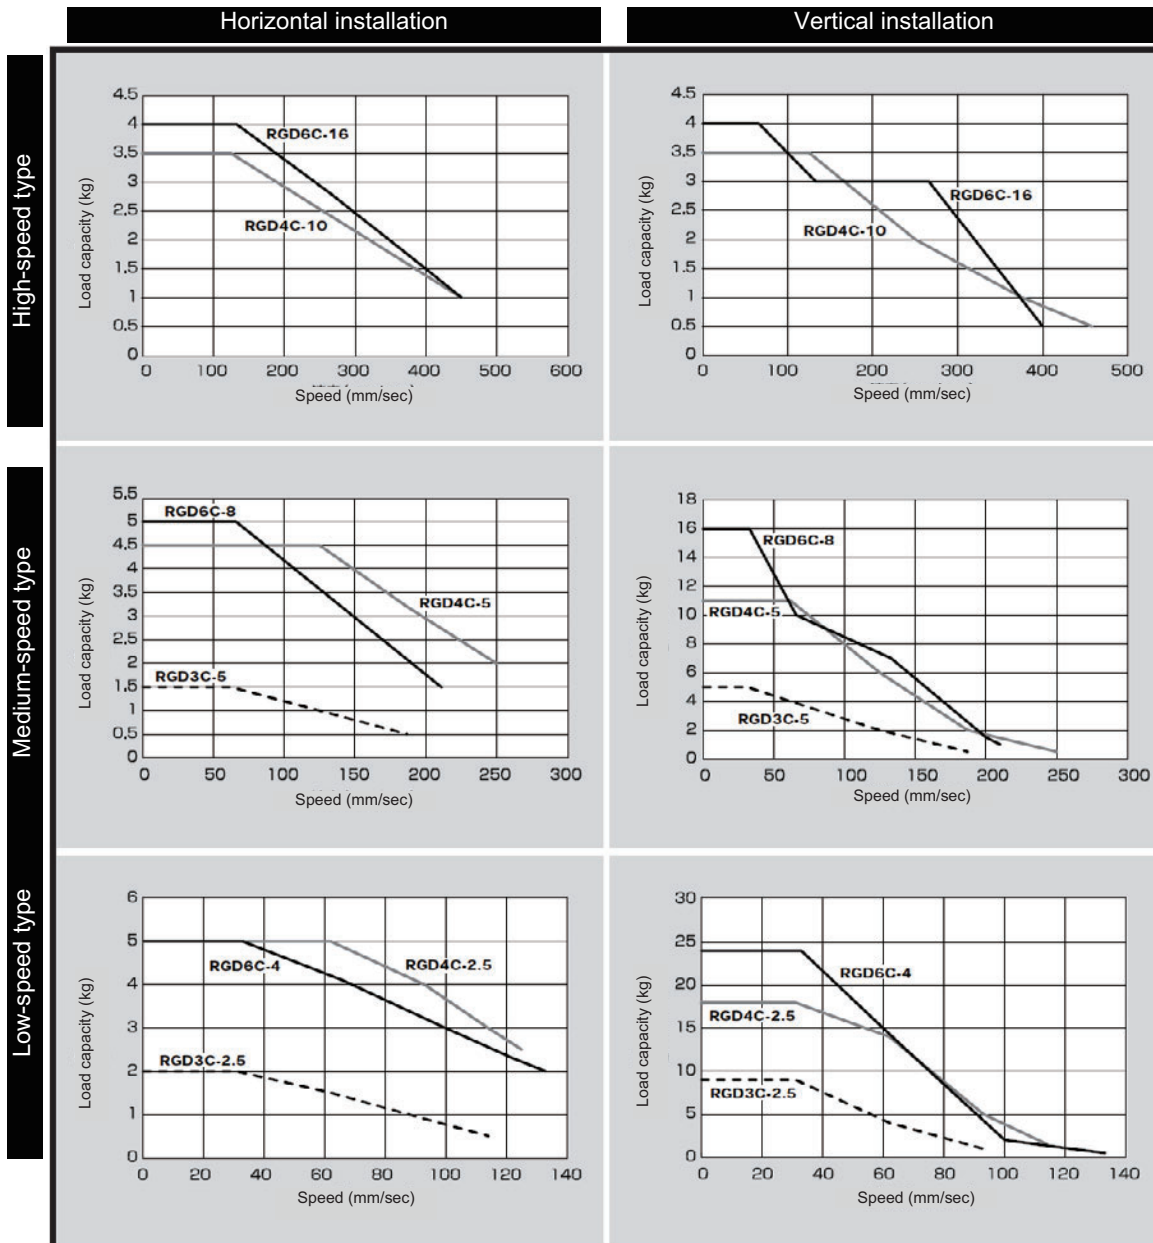 Horizontal installation
Vertical installation
High-speed type
4.5
4
3.5
3
2.5
2
1.5
1
0.5
0
Load capacity (kg)
RGD6C-16
RGD4C-10
0 100 200 300 400 500 600
Speed (mm/sec)
4.5
4
3.5
3
2.5
2
1.5
1
0.5
0
Load capacity (kg)
RGD6C-16
RGD4C-10
0 100 200 300 400 500
Speed (mm/sec)
Medium-speed type
5.5
5
4.5
4
3.5
3
2.5
2
1.5
1
0.5
0
Load capacity (kg)
RGD6C-8
RGD4C-5
RGD3C-5
0 50 100 150 200 250 300
Speed (mm/sec)
18
16
14
12
10
8
6
4
2
0
Load capacity (kg)
RGD6C-8
RGD4C-5
RGD3C-5
0 50 100 150 200 250 300
Speed (mm/sec)
Low-speed type
6
5
4
3
2
1
0
Load capacity (kg)
RGD6C-4
RGD4C-2.5
RGD3C-2.5
0 20 40 60 80 100 120 140
Speed (mm/sec)
30
25
20
15
10
5
0
Load capacity (kg)
RGD6C-4
RGD4C-2.5
RGD3C-2.5
0 20 40 60 80 100 120 140
Speed (mm/sec)